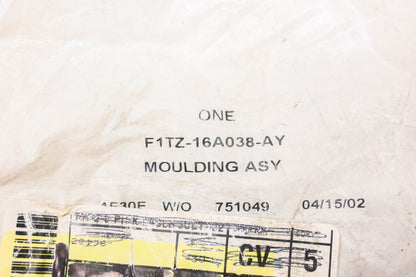 ONE
F1TZ-16A038-AY
MOULDING ASY
W/O 751049 04/15/02
CV 5